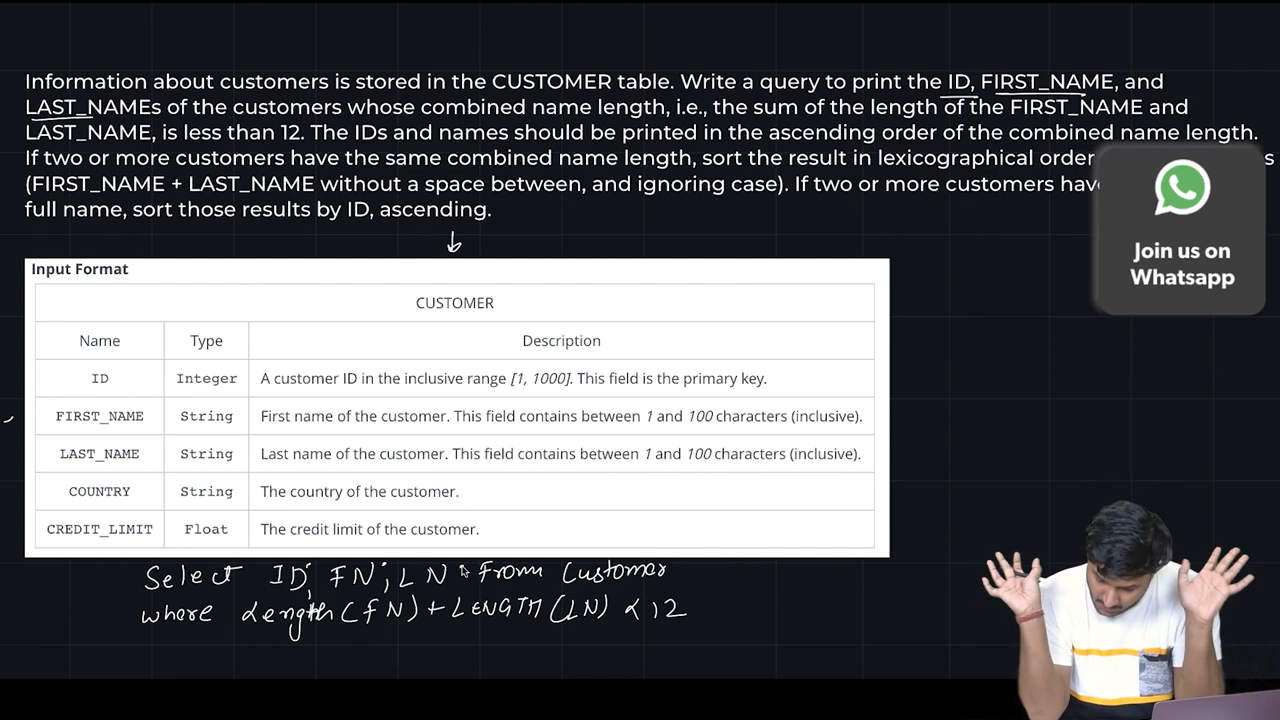 Information about customers is stored in the CUSTOMER table. Write a query to print the ID, FIRST_NAME, and
LAST_NAMEs of the customers whose combined name length, i.e., the sum of the length of the FIRST_NAME and
LAST_NAME, is less than 12. The IDs and names should be printed in the ascending order of the combined name length.
If two or more customers have the same combined name length, sort the result in lexicographical order
(FIRST_NAME + LAST_NAME without a space between, and ignoring case). If two or more customers
full name, sort those results by ID, ascending.
Join us on
Whatsapp
Input Format
CUSTOMER
Name Type Description
ID Integer A customer ID in the inclusive range [1, 1000]. This field is the primary key.
FIRST_NAME String First name of the customer. This field contains between 1 and 100 characters (inclusive).
LAST_NAME String Last name of the customer. This field contains between 1 and 100 characters (inclusive).
COUNTRY String The country of the customer.
CREDIT_LIMIT Float The credit limit of the customer.
Select ID, FN, LN From Customer
where Length(FN) + LENGTH(LN) < 12